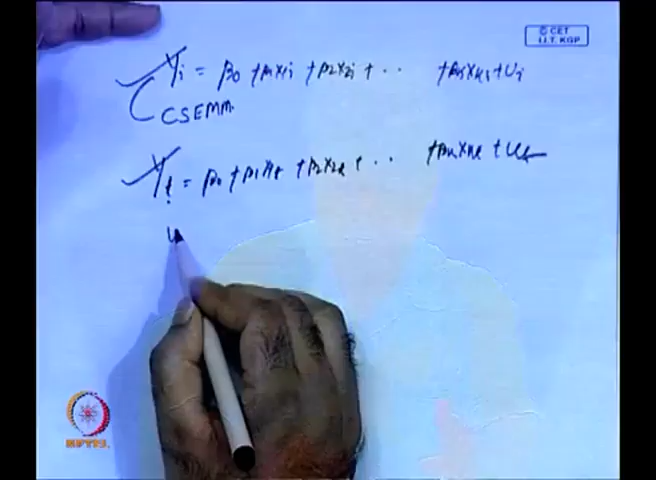 © CET
I.I.T. KGP
Yi = β0 + β1x1i + β2x2i + ··· + βkxki + Ui
CSEMM
Yt = β0 + β1x1t + β2x2t + ··· + βkxkt + Ut
NPTEL